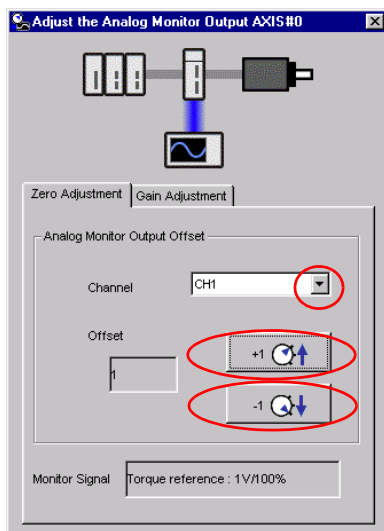 Adjust the Analog Monitor Output AXIS#0
Zero Adjustment Gain Adjustment
Analog Monitor Output Offset
Channel CH1
Offset
+1
1
-1
Monitor Signal Torque reference : 1V/100%